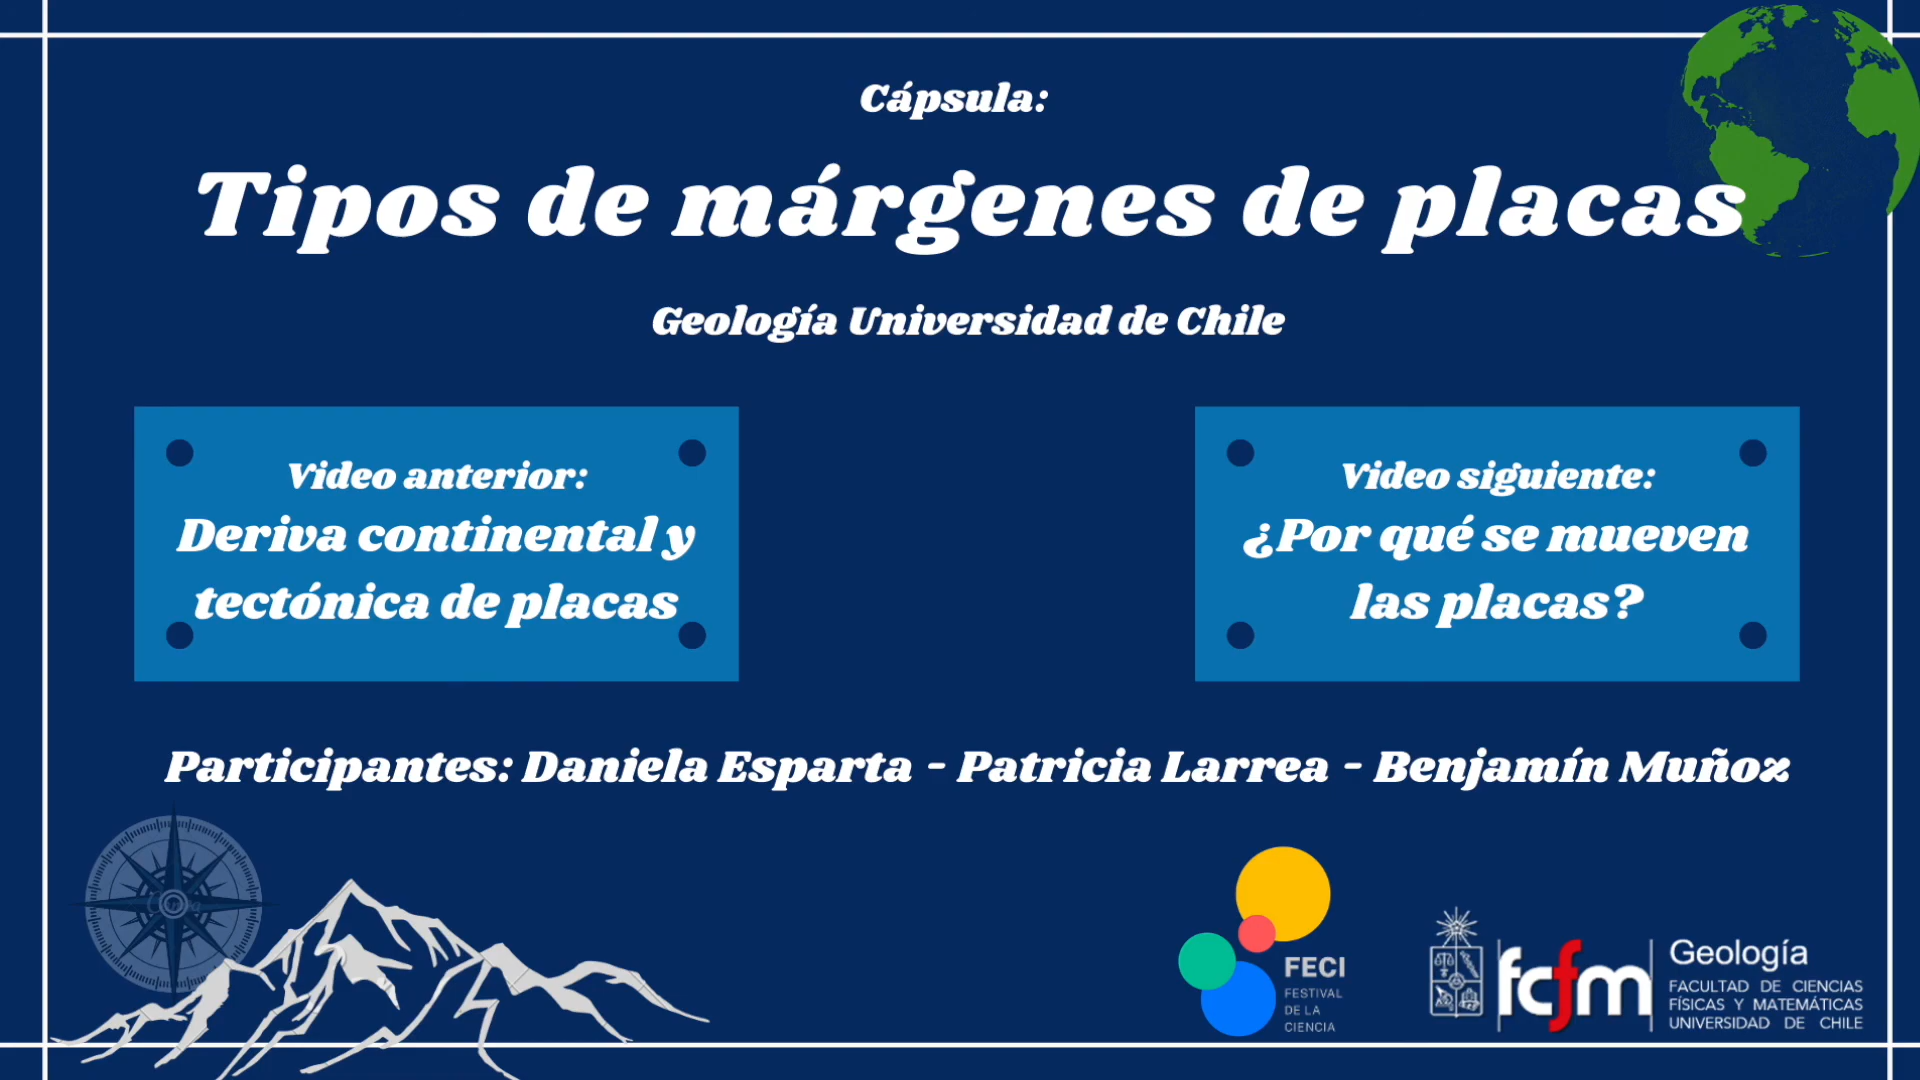 Cápsula:
Tipos de márgenes de placas
Geología Universidad de Chile
Video anterior:
Deriva continental y
tectónica de placas
Video siguiente:
¿Por qué se mueven
las placas?
Participantes: Daniela Esparta - Patricia Larrea - Benjamín Muñoz
Canva
FECI
FESTIVAL
DE LA
CIENCIA
fcfm
Geología
FACULTAD DE CIENCIAS
FÍSICAS Y MATEMÁTICAS
UNIVERSIDAD DE CHILE